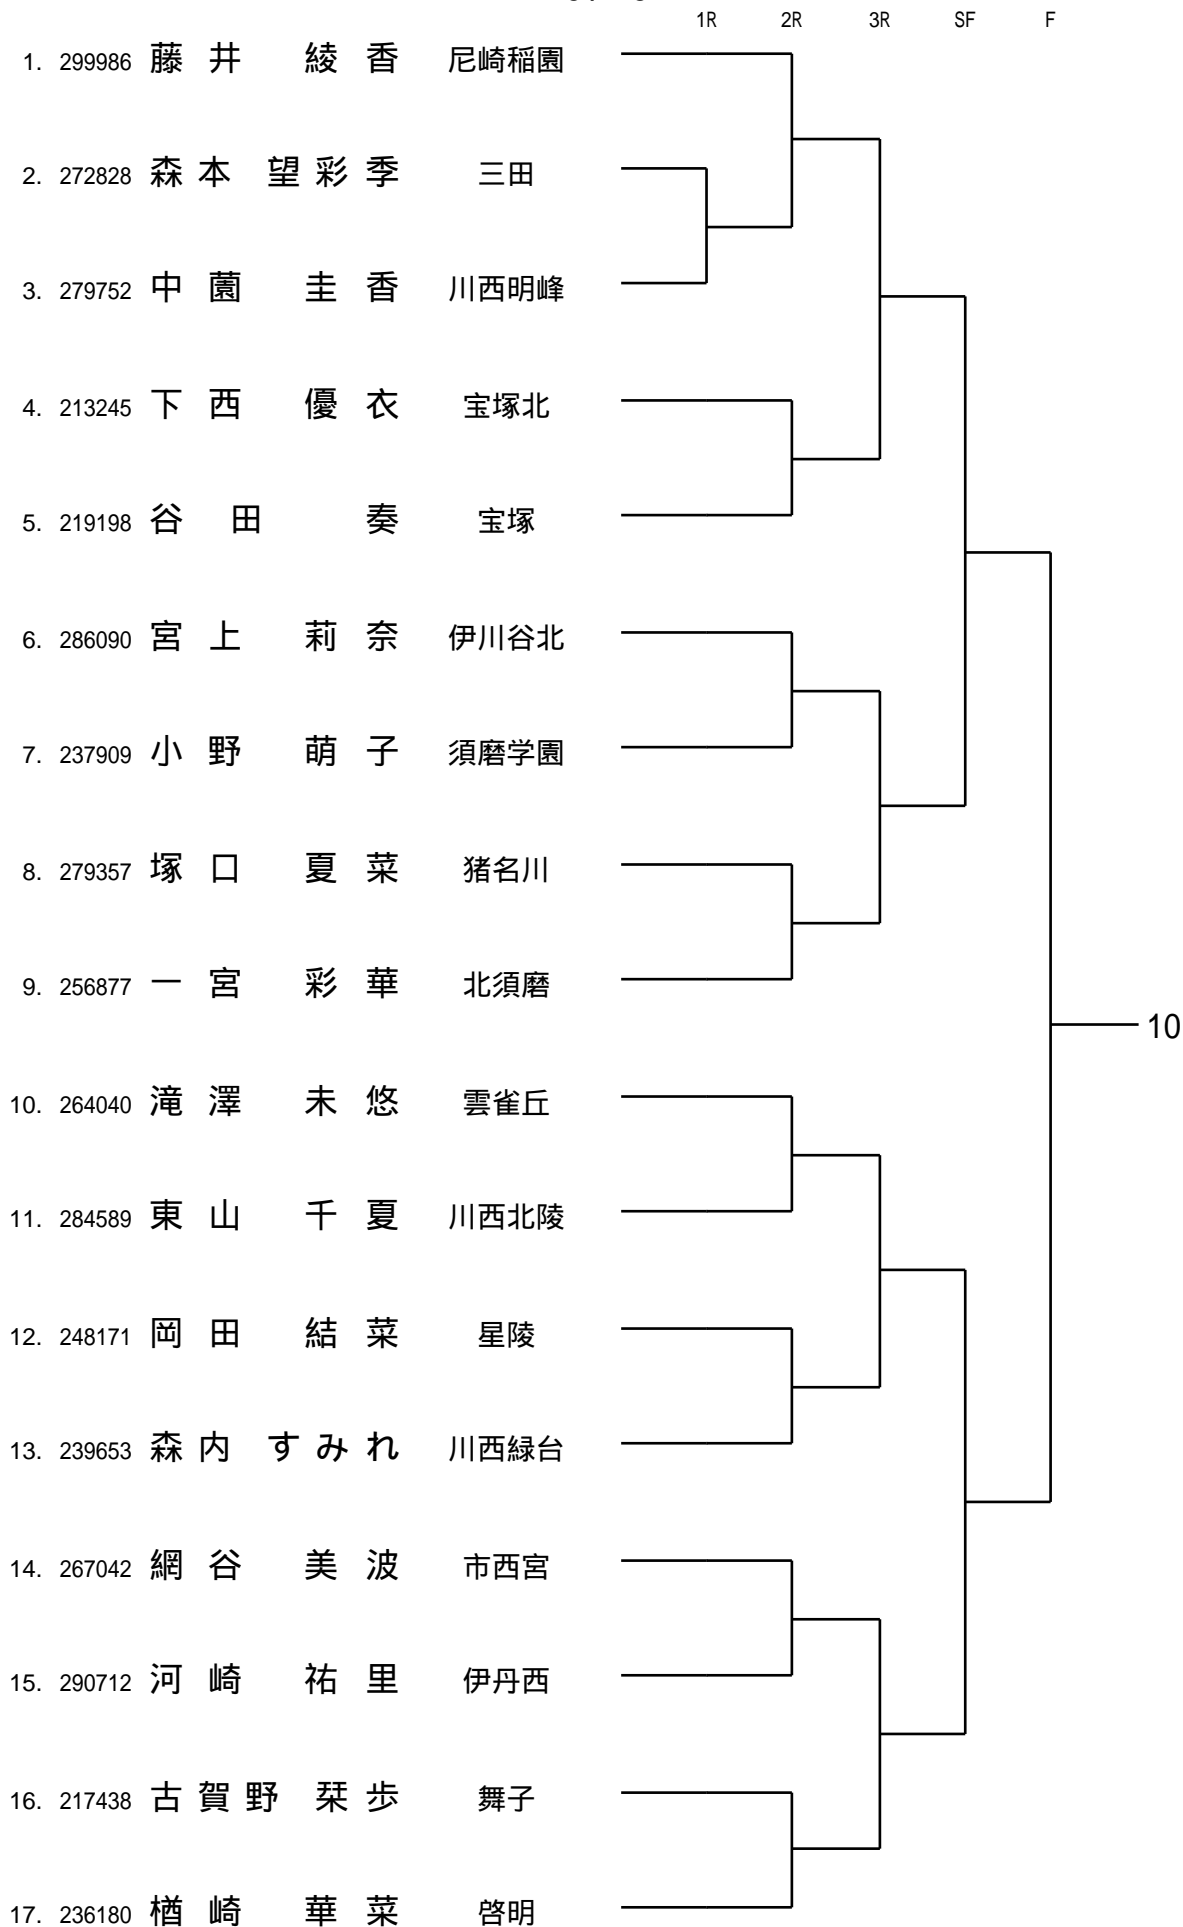 1R 2R 3R SF F
1. 299986 藤井 綾香 尼崎稲園
2. 272828 森本 望彩季 三田
3. 279752 中薗 圭香 川西明峰
4. 213245 下西 優衣 宝塚北
5. 219198 谷田 奏 宝塚
6. 286090 宮上 莉奈 伊川谷北
7. 237909 小野 萌子 須磨学園
8. 279357 塚口 夏菜 猪名川
9. 256877 一宮 彩華 北須磨
10
10. 264040 滝澤 未悠 雲雀丘
11. 284589 東山 千夏 川西北陵
12. 248171 岡田 結菜 星陵
13. 239653 森内 すみれ 川西緑台
14. 267042 網谷 美波 市西宮
15. 290712 河崎 祐里 伊丹西
16. 217438 古賀野 栞歩 舞子
17. 236180 楢崎 華菜 啓明